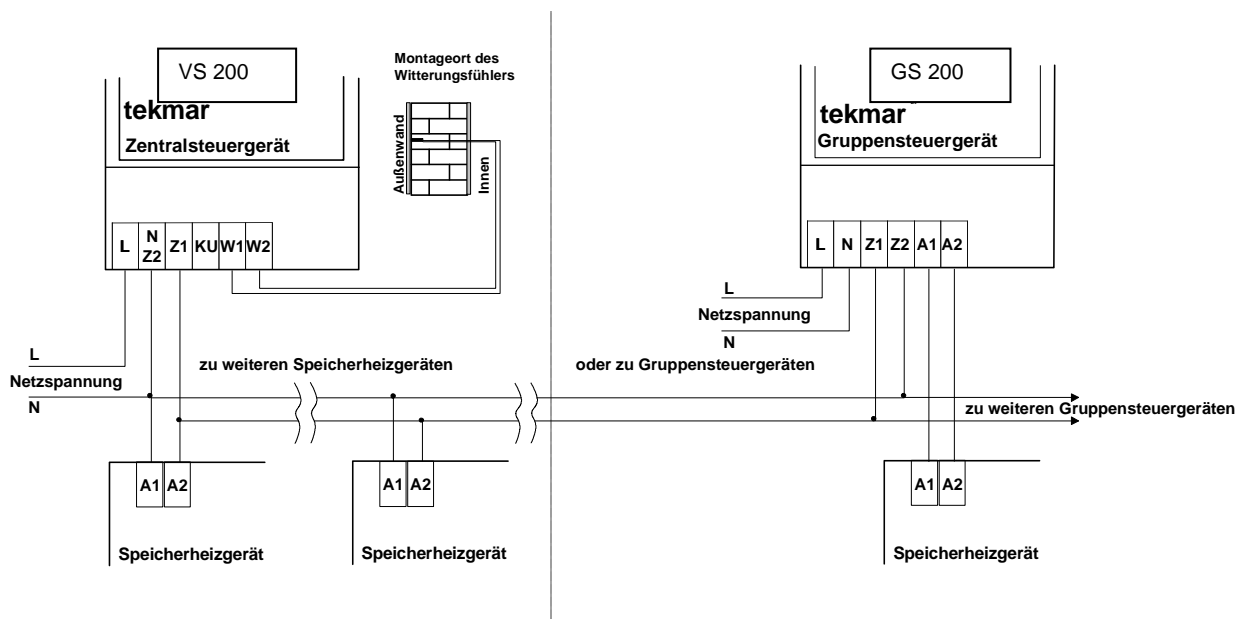 VS 200
tekmar
Zentralsteuergerät
Montageort des
Witterungsfühlers
Außenwand
Innen
L
N
Z2
Z1
KU
W1
W2
L
Netzspannung
N
zu weiteren Speicherheizgeräten
A1
A2
Speicherheizgerät
A1
A2
Speicherheizgerät
GS 200
tekmar
Gruppensteuergerät
L
N
Z1
Z2
A1
A2
L
Netzspannung
N
oder zu Gruppensteuergeräten
zu weiteren Gruppensteuergeräten
A1
A2
Speicherheizgerät